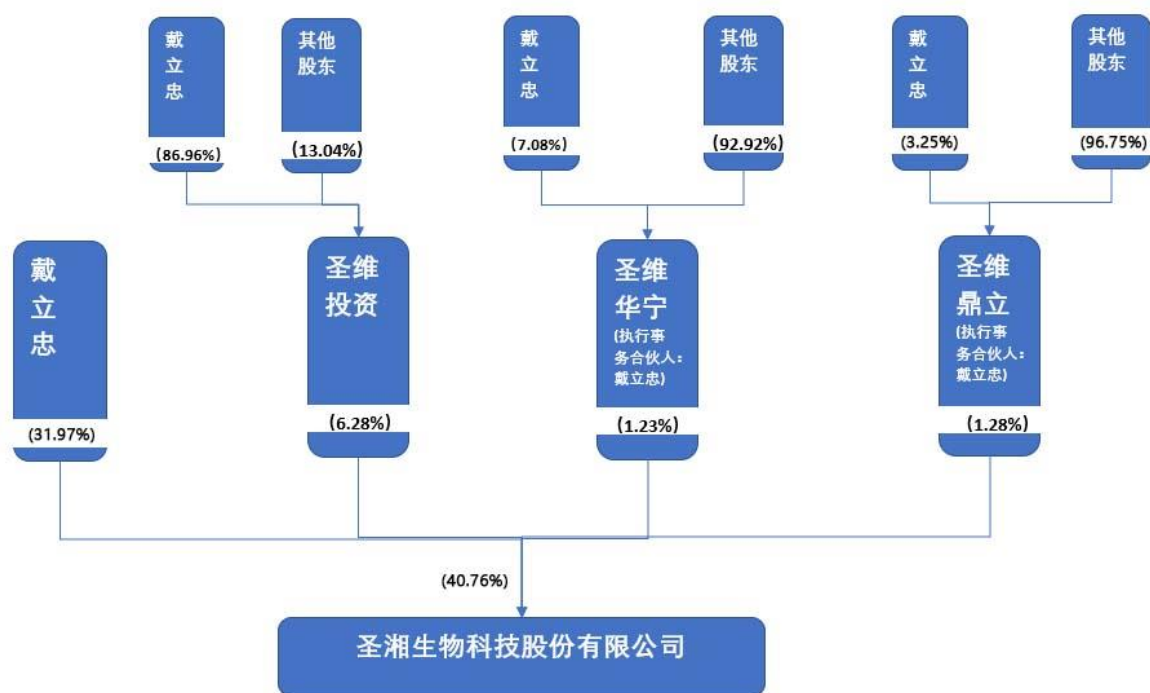 戴
立
忠
(86.96%)
其他
股东
(13.04%)
戴
立
忠
(7.08%)
其他
股东
(92.92%)
戴
立
忠
(3.25%)
其他
股东
(96.75%)
戴
立
忠
(31.97%)
圣维
投资
(6.28%)
圣维
华宁
(执行事
务合伙人：
戴立忠)
(1.23%)
圣维
鼎立
(执行事
务合伙人：
戴立忠)
(1.28%)
(40.76%)
圣湘生物科技股份有限公司